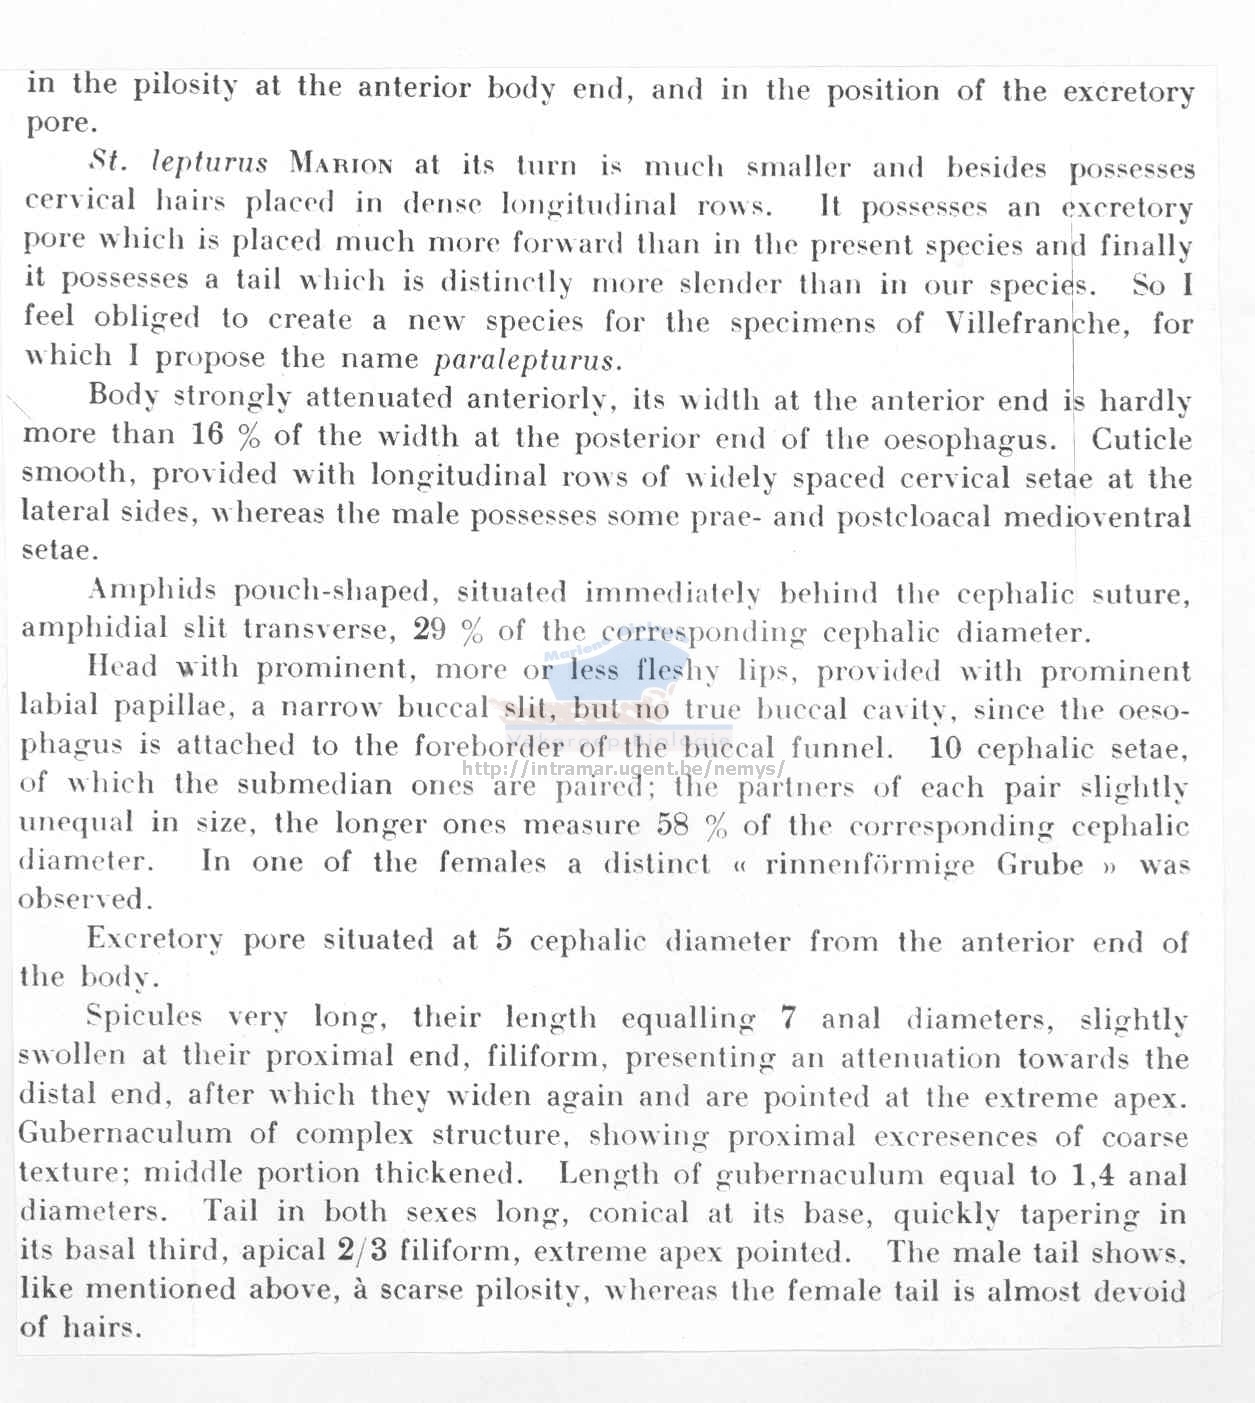 in the pilosity at the anterior body end, and in the position of the excretory
pore.
St. lepturus MARION at its turn is much smaller and besides possesses
cervical hairs placed in dense longitudinal rows. It possesses an excretory
pore which is placed much more forward than in the present species and finally
it possesses a tail which is distinctly more slender than in our species. So I
feel obliged to create a new species for the specimens of Villefranche, for
which I propose the name paralepturus.
Body strongly attenuated anteriorly, its width at the anterior end is hardly
more than 16 % of the width at the posterior end of the oesophagus. Cuticle
smooth, provided with longitudinal rows of widely spaced cervical setae at the
lateral sides, whereas the male possesses some prae- and postcloacal medioventral
setae.
Amphids pouch-shaped, situated immediately behind the cephalic suture,
amphidial slit transverse, 29 % of the corresponding cephalic diameter.
Head with prominent, more or less fleshy lips, provided with prominent
labial papillae, a narrow buccal slit, but no true buccal cavity, since the oeso-
phagus is attached to the foreborder of the buccal funnel. 10 cephalic setae,
http://intramar.ugent.be/nemys/
of which the submedian ones are paired; the partners of each pair slightly
unequal in size, the longer ones measure 58 % of the corresponding cephalic
diameter. In one of the females a distinct « rinnenförmige Grube » was
observed.
Excretory pore situated at 5 cephalic diameter from the anterior end of
the body.
Spicules very long, their length equalling 7 anal diameters, slightly
swollen at their proximal end, filiform, presenting an attenuation towards the
distal end, after which they widen again and are pointed at the extreme apex.
Gubernaculum of complex structure, showing proximal excresences of coarse
texture; middle portion thickened. Length of gubernaculum equal to 1,4 anal
diameters. Tail in both sexes long, conical at its base, quickly tapering in
its basal third, apical 2/3 filiform, extreme apex pointed. The male tail shows,
like mentioned above, à scarse pilosity, whereas the female tail is almost devoid
of hairs.